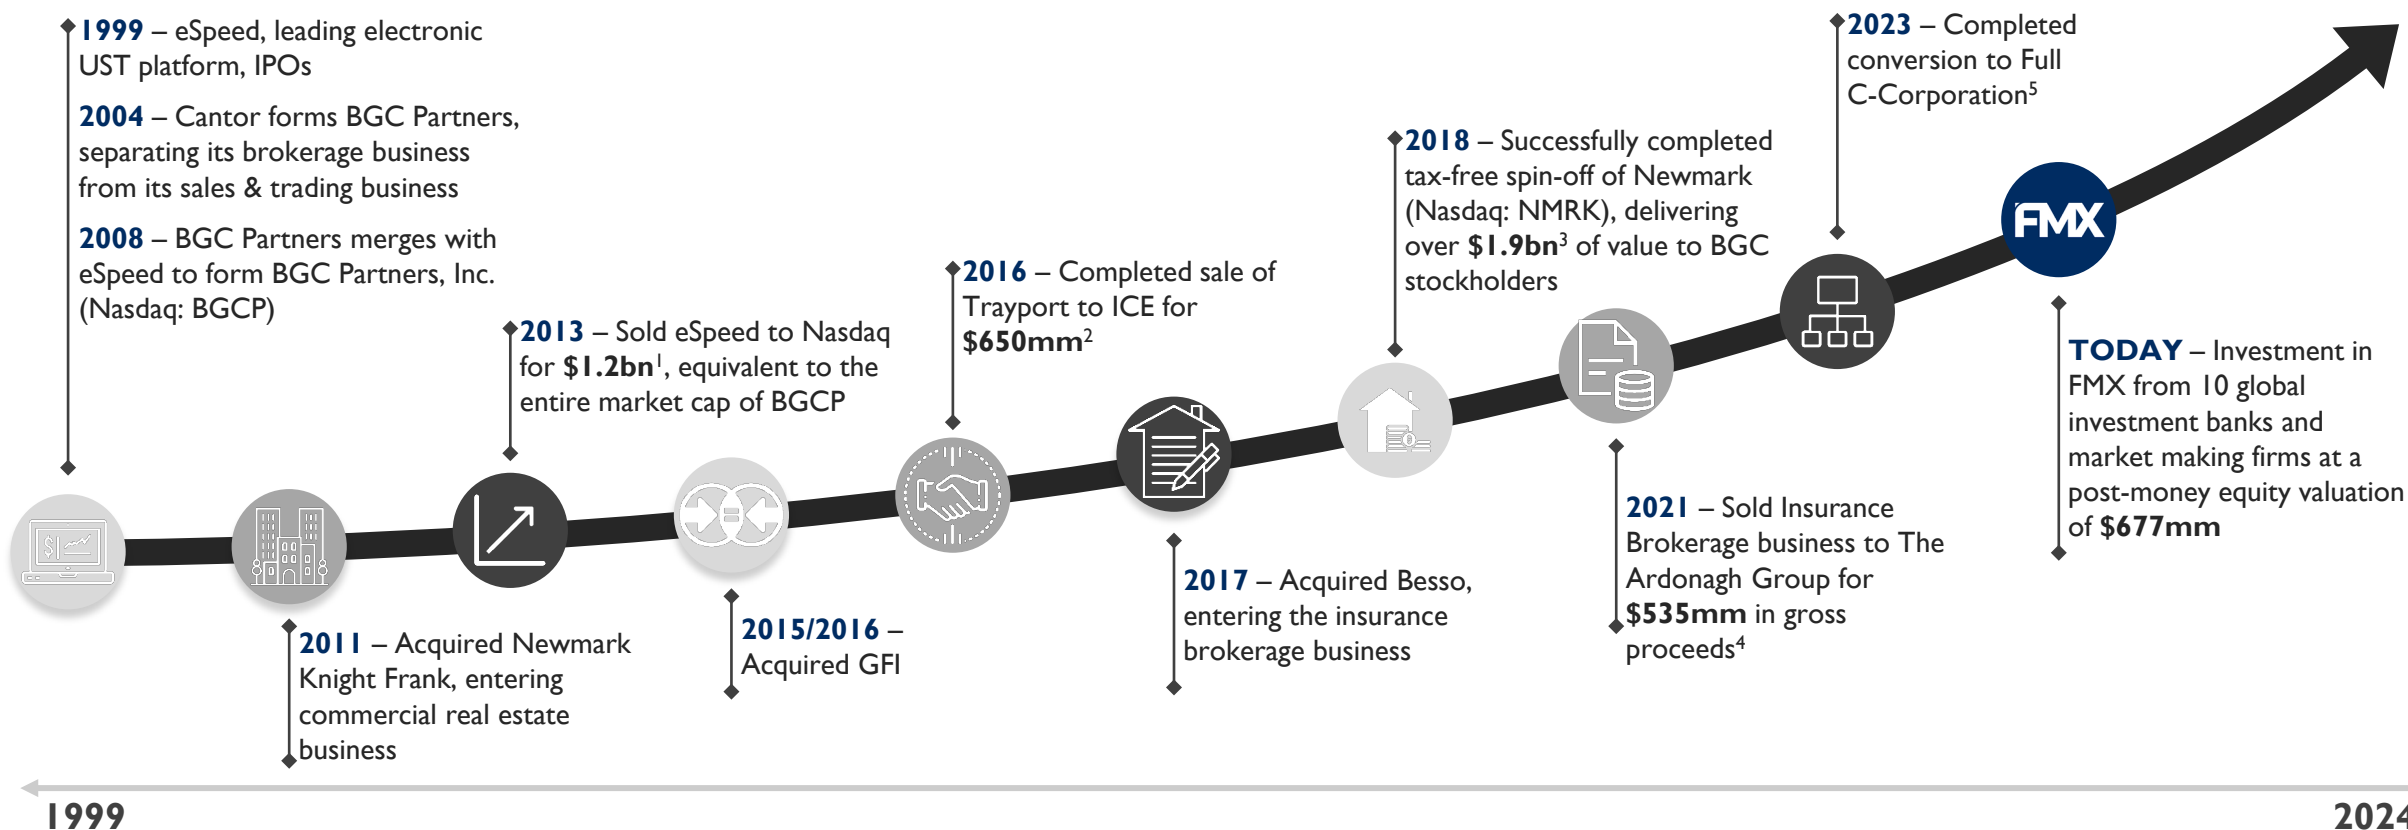 1999 – eSpeed, leading electronic
UST platform, IPOs
2004 – Cantor forms BGC Partners,
separating its brokerage business
from its sales & trading business
2008 – BGC Partners merges with
eSpeed to form BGC Partners, Inc.
(Nasdaq: BGCP)
2011 – Acquired Newmark
Knight Frank, entering
commercial real estate
business
2013 – Sold eSpeed to Nasdaq
for $1.2bn¹, equivalent to the
entire market cap of BGCP
2015/2016 –
Acquired GFI
2016 – Completed sale of
Trayport to ICE for
$650mm²
2017 – Acquired Besso,
entering the insurance
brokerage business
2018 – Successfully completed
tax-free spin-off of Newmark
(Nasdaq: NMRK), delivering
over $1.9bn³ of value to BGC
stockholders
2021 – Sold Insurance
Brokerage business to The
Ardonagh Group for
$535mm in gross
proceeds⁴
2023 – Completed
conversion to Full
C-Corporation⁵
FMX
TODAY – Investment in
FMX from 10 global
investment banks and
market making firms at a
post-money equity valuation
of $677mm
1999
2024